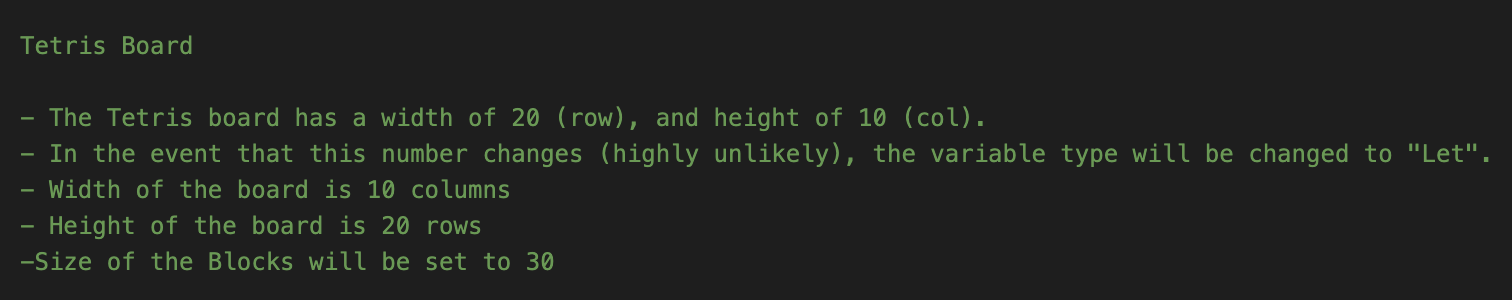 Tetris Board
- The Tetris board has a width of 20 (row), and height of 10 (col).
- In the event that this number changes (highly unlikely), the variable type will be changed to "Let".
- Width of the board is 10 columns
- Height of the board is 20 rows
-Size of the Blocks will be set to 30